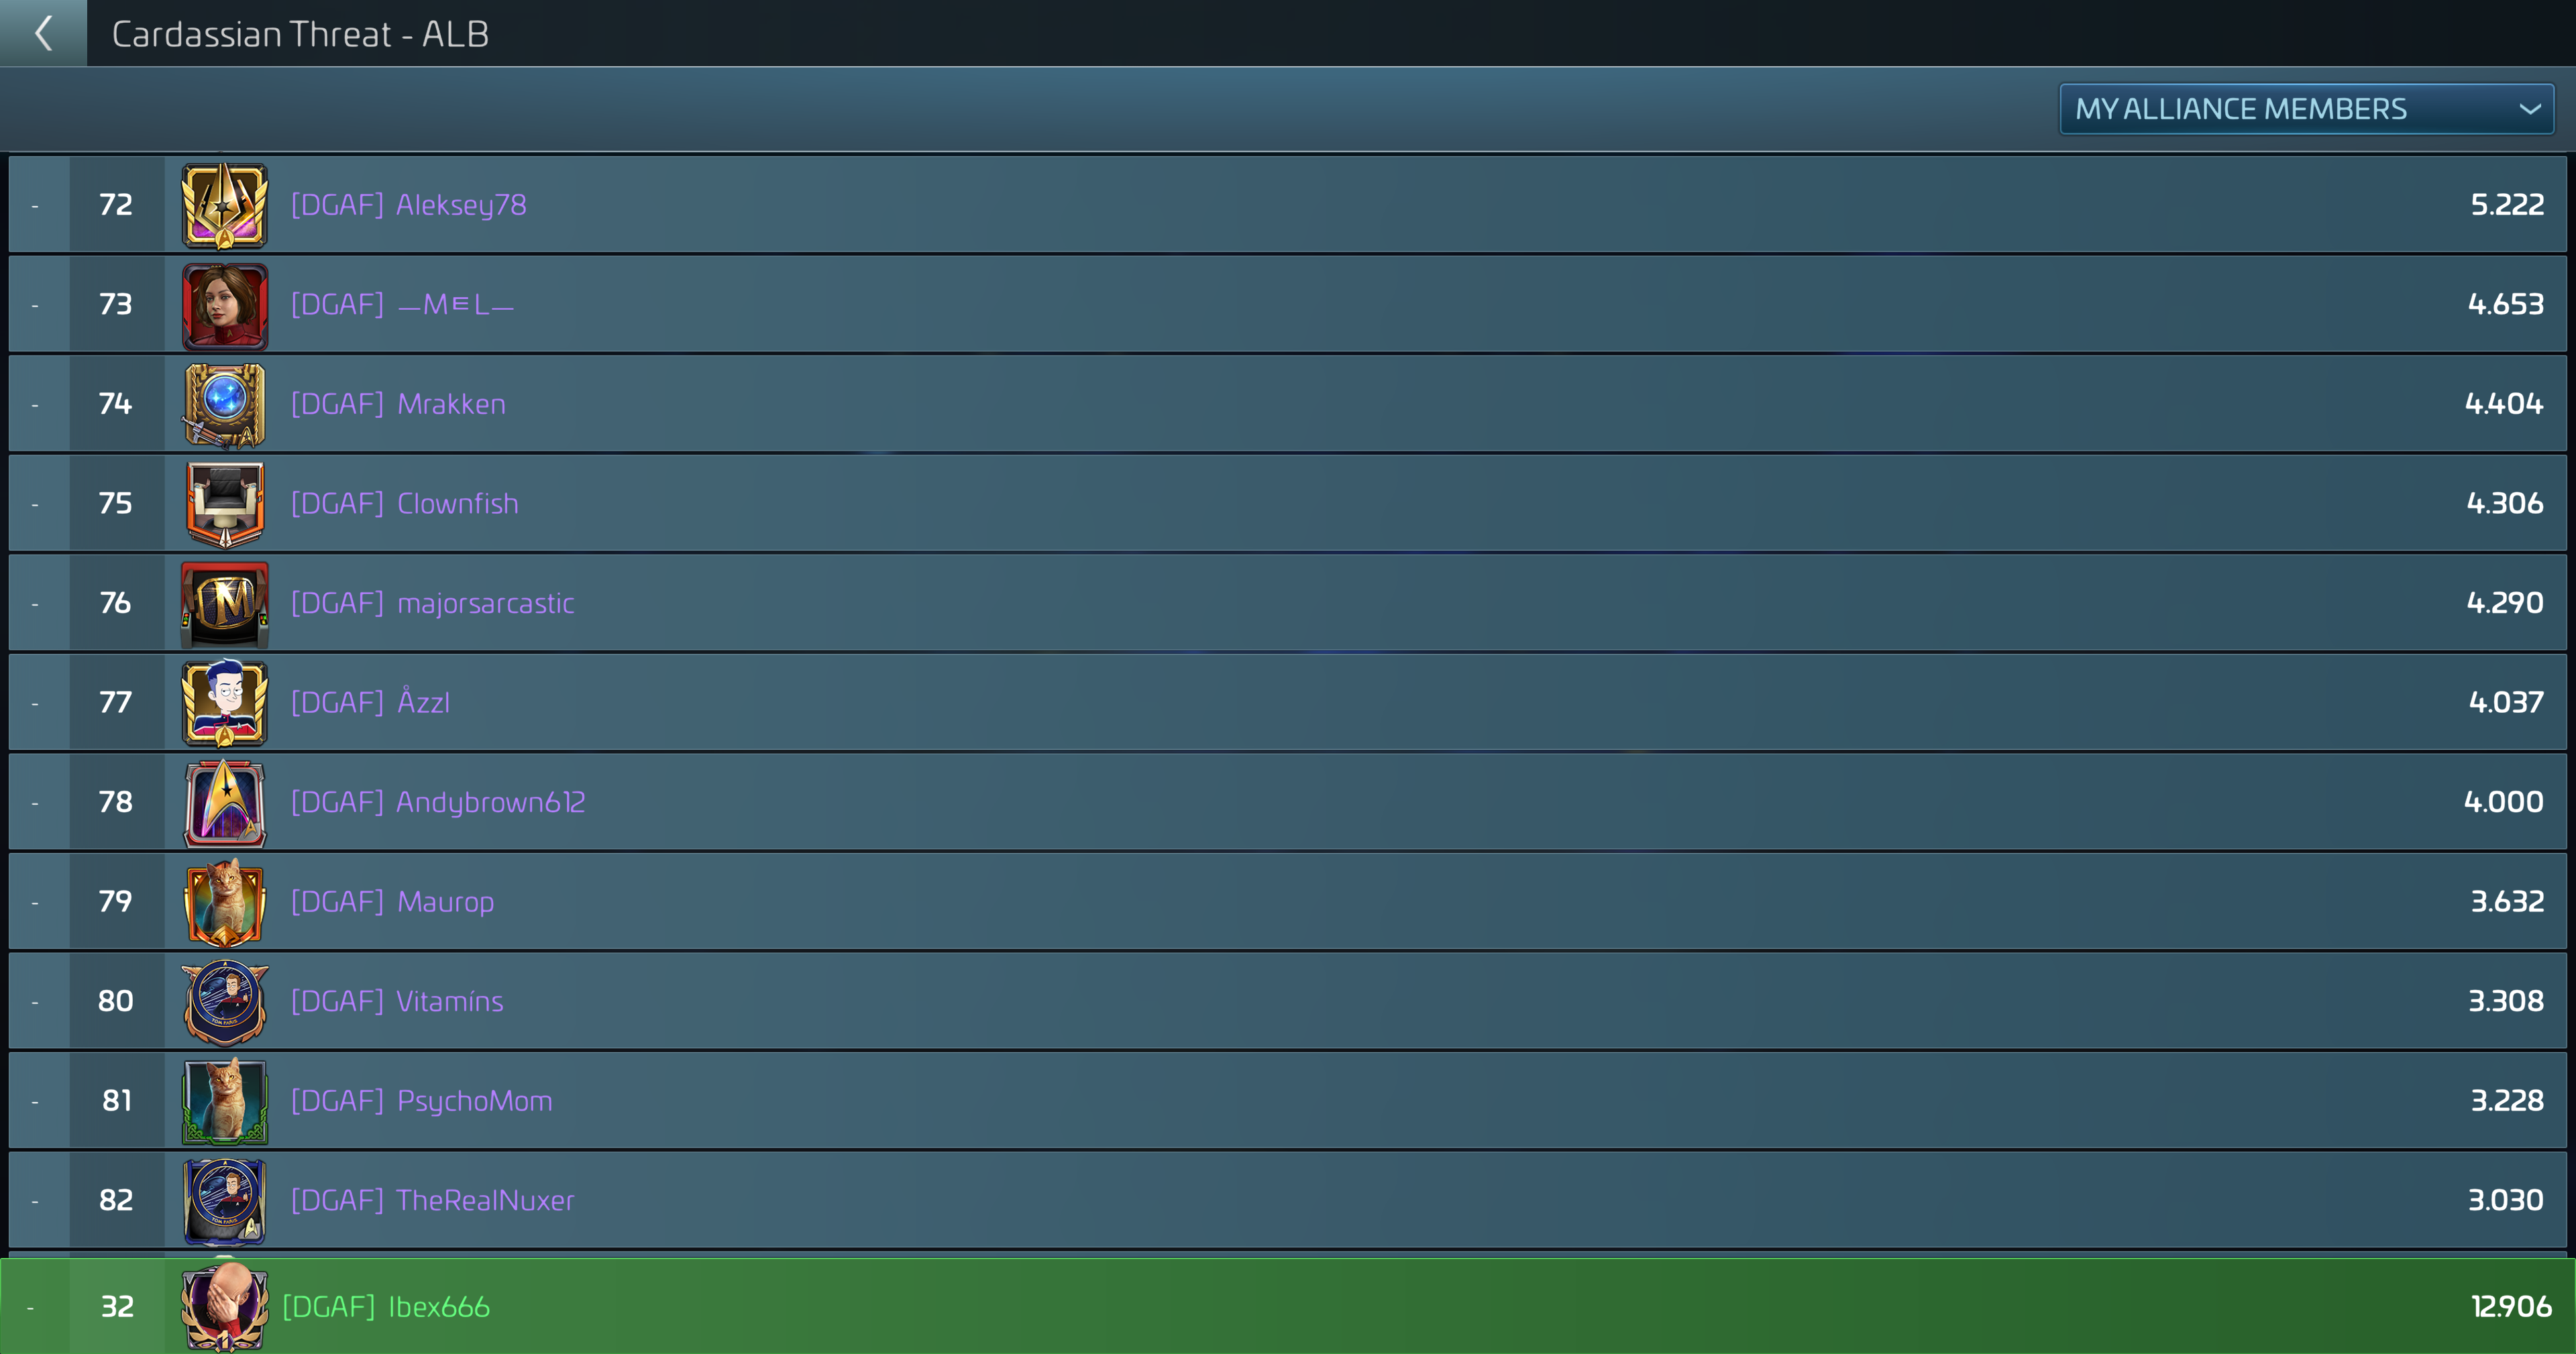 Cardassian Threat - ALB
MY ALLIANCE MEMBERS
- 72 [DGAF] Aleksey78 5.222
- 73 [DGAF] —MΞL— 4.653
- 74 [DGAF] Mrakken 4.404
- 75 [DGAF] Clownfish 4.306
- 76 [DGAF] majorsarcastic 4.290
- 77 [DGAF] Åzzl 4.037
- 78 [DGAF] Andybrown612 4.000
- 79 [DGAF] Maurop 3.632
- 80 [DGAF] Vitamíns 3.308
- 81 [DGAF] PsychoMom 3.228
- 82 [DGAF] TheRealNuxer 3.030
- 32 [DGAF] Ibex666 12.906